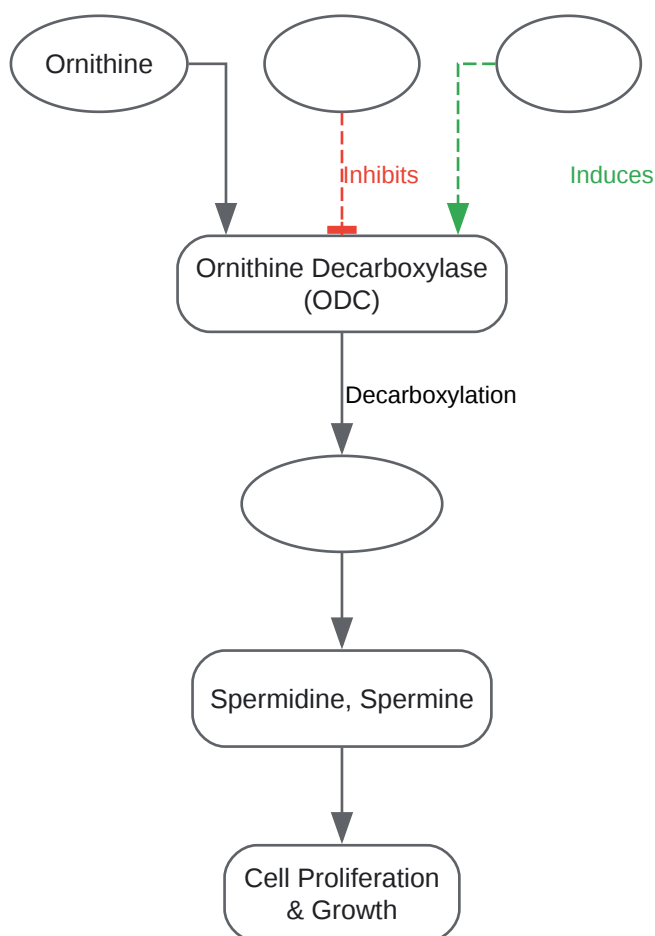 Ornithine
Inhibits
Induces
Ornithine Decarboxylase
(ODC)
Decarboxylation
Spermidine, Spermine
Cell Proliferation
& Growth